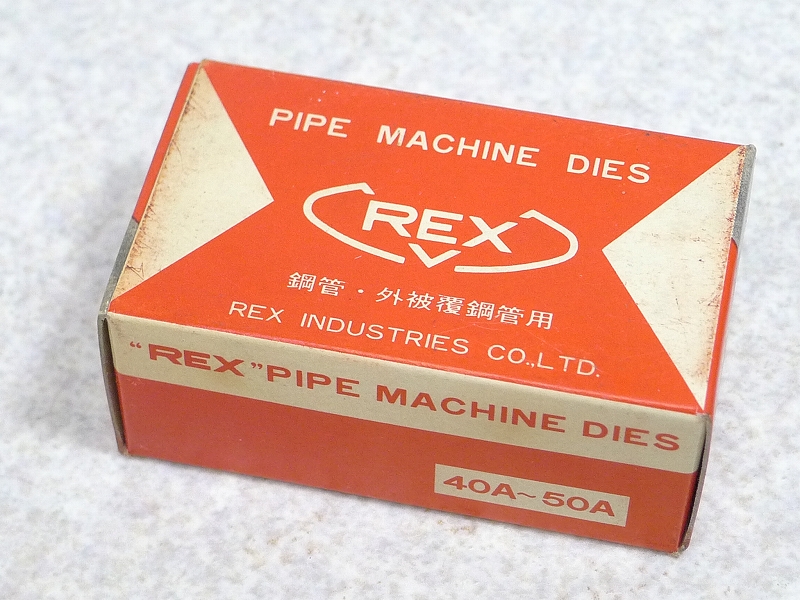 PIPE MACHINE DIES
REX
鋼管・外被覆鋼管用
REX INDUSTRIES CO.,LTD.
“REX”PIPE MACHINE DIES
40A~50A